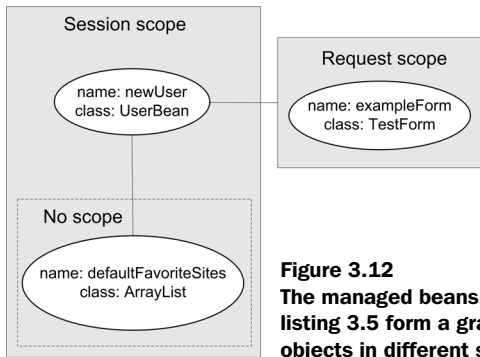 Session scope
name: newUser
class: UserBean
Request scope
name: exampleForm
class: TestForm
No scope
name: defaultFavoriteSites
class: ArrayList
Figure 3.12
The managed beans
listing 3.5 form a gra
objects in different s